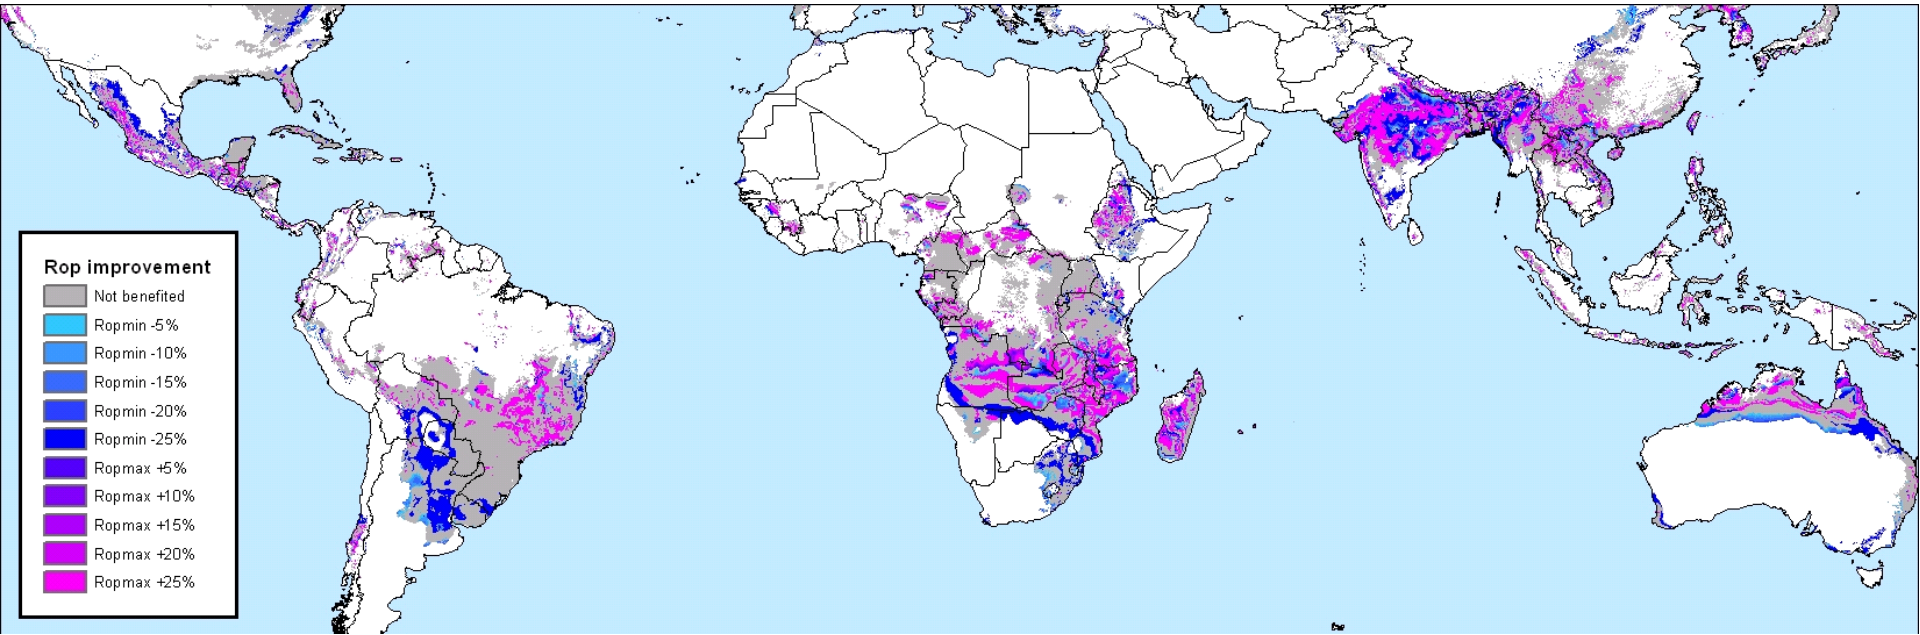 Rop improvement
Not benefited
Ropmin -5%
Ropmin -10%
Ropmin -15%
Ropmin -20%
Ropmin -25%
Ropmax +5%
Ropmax +10%
Ropmax +15%
Ropmax +20%
Ropmax +25%